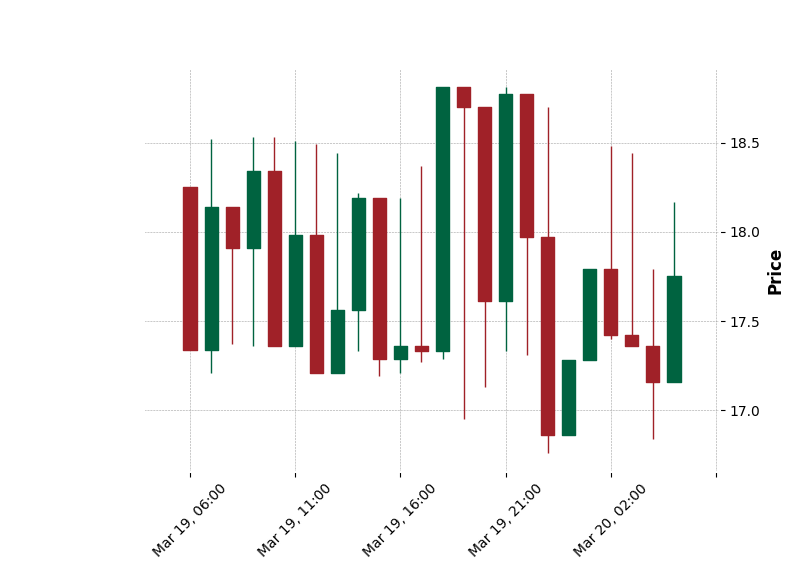 18.5
18.0
17.5
17.0
Price
Mar 19, 06:00
Mar 19, 11:00
Mar 19, 16:00
Mar 19, 21:00
Mar 20, 02:00